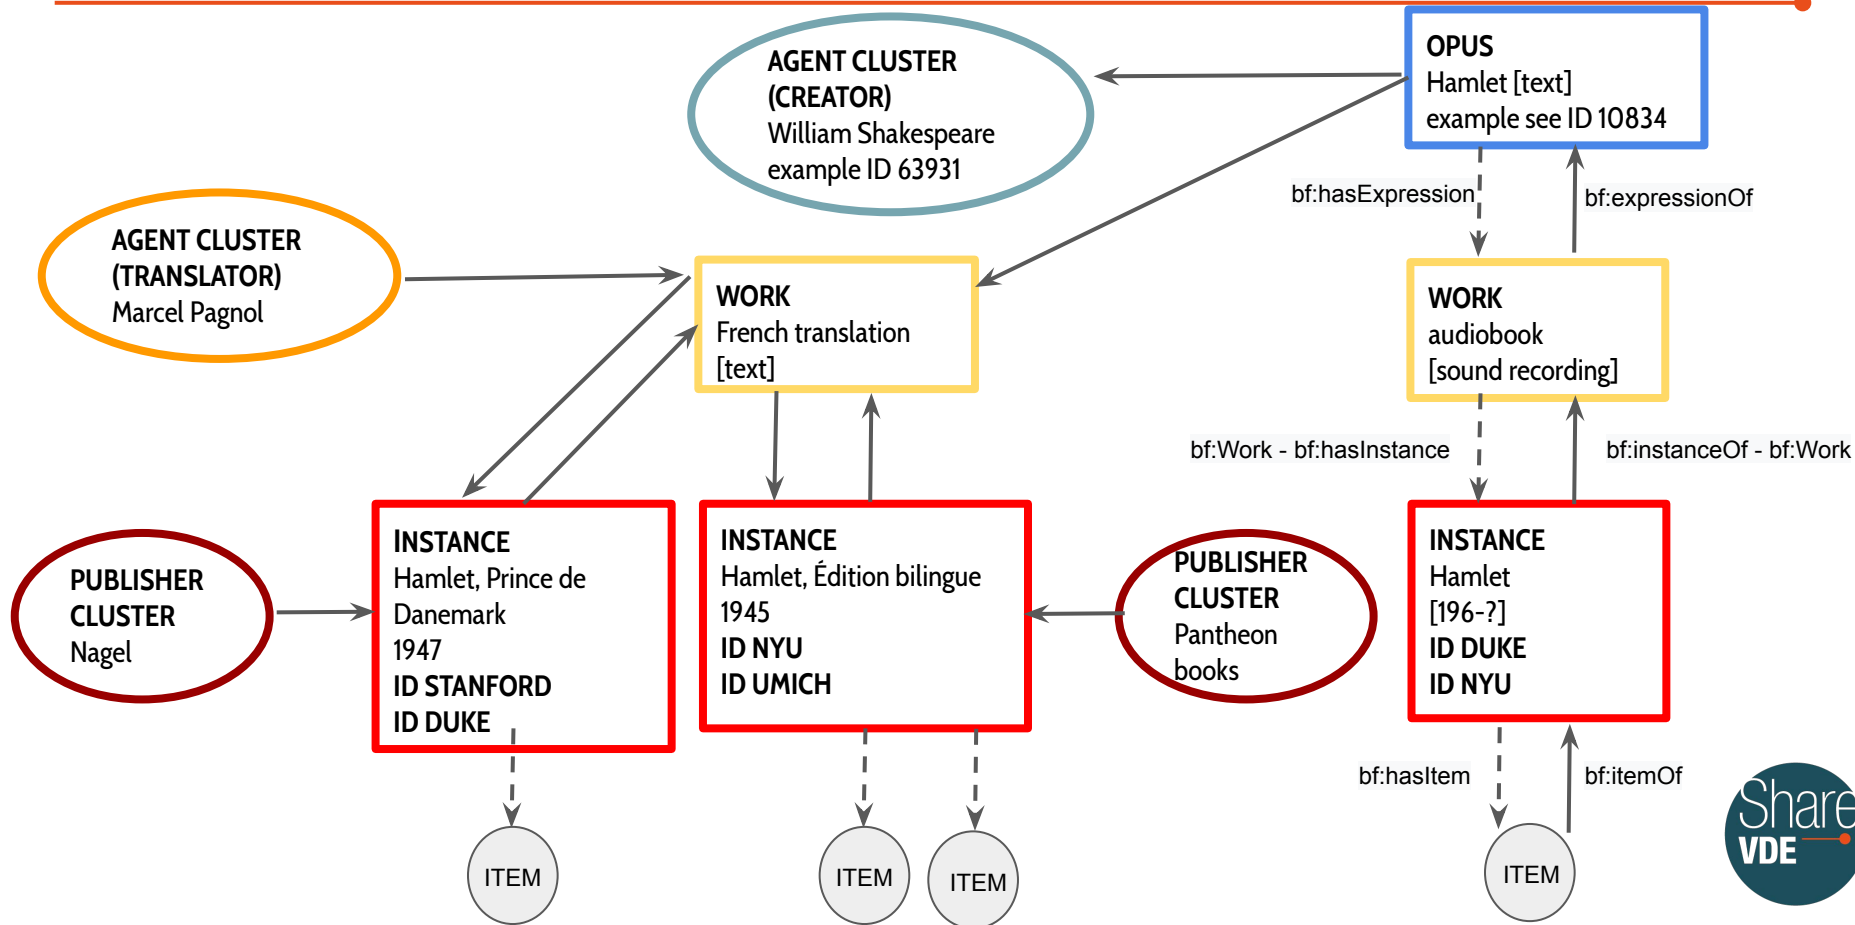 AGENT CLUSTER
(CREATOR)
William Shakespeare
example ID 63931
OPUS
Hamlet [text]
example see ID 10834
bf:hasExpression
bf:expressionOf
AGENT CLUSTER
(TRANSLATOR)
Marcel Pagnol
WORK
French translation
[text]
WORK
audiobook
[sound recording]
bf:Work - bf:hasInstance
bf:instanceOf - bf:Work
PUBLISHER
CLUSTER
Nagel
INSTANCE
Hamlet, Prince de
Danemark
1947
ID STANFORD
ID DUKE
INSTANCE
Hamlet, Édition bilingue
1945
ID NYU
ID UMICH
PUBLISHER
CLUSTER
Pantheon
books
INSTANCE
Hamlet
[196-?]
ID DUKE
ID NYU
bf:hasItem
bf:itemOf
ITEM
ITEM
ITEM
ITEM
Share
VDE